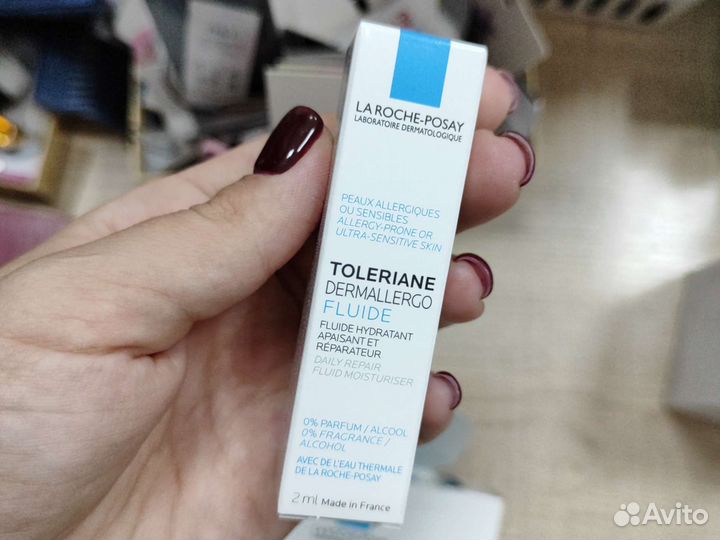 LA ROCHE-POSAY
LABORATOIRE DERMATOLOGIQUE
PEAUX ALLERGIQUES
OU SENSIBLES
ALLERGY-PRONE OR
ULTRA-SENSITIVE SKIN
TOLERIANE
DERMALLERGO
FLUIDE
FLUIDE HYDRATANT
APAISANT ET
RÉPARATEUR
DAILY REPAIR
FLUID MOISTURISER
0% PARFUM / ALCOOL
0% FRAGRANCE /
ALCOHOL
AVEC DE L'EAU THERMALE
DE LA ROCHE-POSAY
2 ml Made in France
Avito